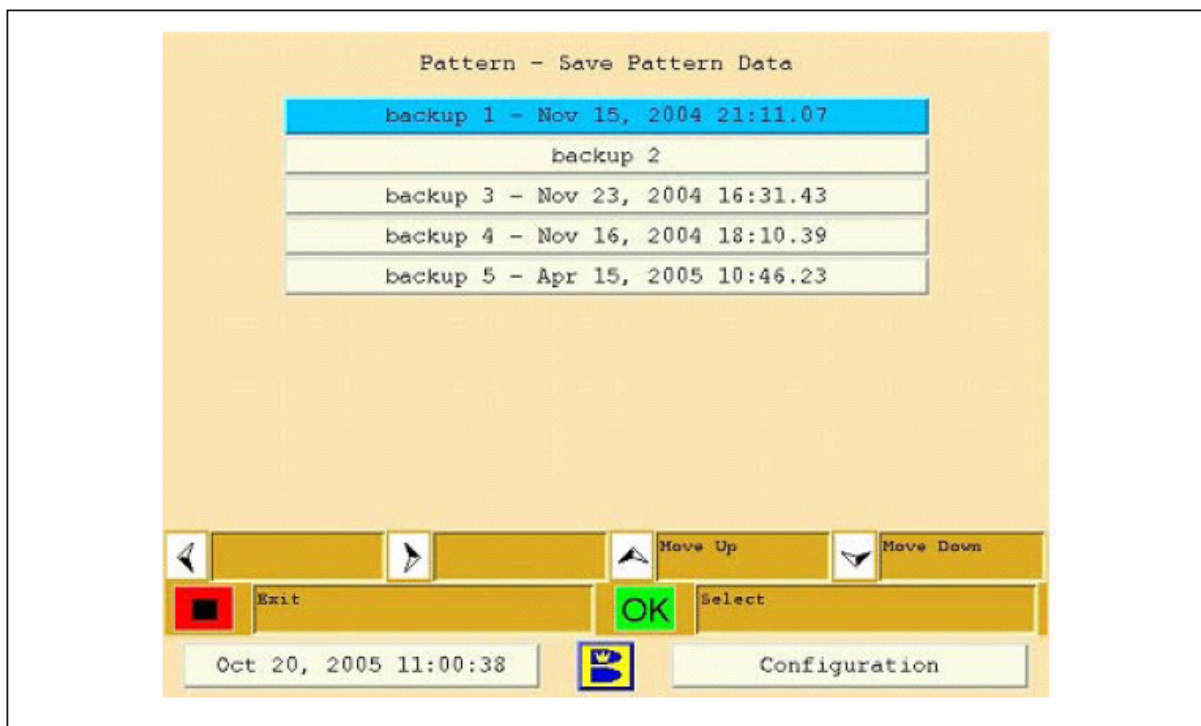 Pattern - Save Pattern Data
backup 1 - Nov 15, 2004 21:11.07
backup 2
backup 3 - Nov 23, 2004 16:31.43
backup 4 - Nov 16, 2004 18:10.39
backup 5 - Apr 15, 2005 10:46.23
Move Up
Move Down
Exit
OK
Select
Oct 20, 2005 11:00:38
Configuration